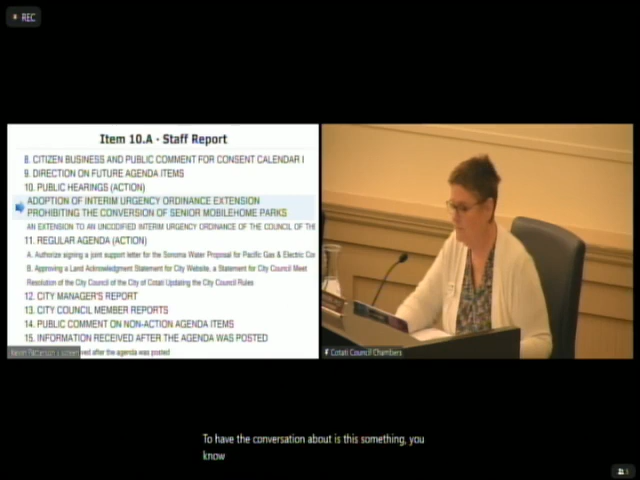 REC
Item 10.A - Staff Report
8. CITIZEN BUSINESS AND PUBLIC COMMENT FOR CONSENT CALENDAR I
9. DIRECTION ON FUTURE AGENDA ITEMS
10. PUBLIC HEARINGS (ACTION)
ADOPTION OF INTERIM URGENCY ORDINANCE EXTENSION
PROHIBITING THE CONVERSION OF SENIOR MOBILEHOME PARKS
AN EXTENSION TO AN UNCODIFIED INTERIM URGENCY ORDINANCE OF THE COUNCIL OF TH
11. REGULAR AGENDA (ACTION)
A. Authorize signing a joint support letter for the Sonoma Water Proposal for Pacific Gas & Electric Co
B. Approving a Land Acknowledgment Statement for City Website, a Statement for City Council Meet
Resolution of the City Council of the City of Cotati Updating the City Council Rules
12. CITY MANAGER'S REPORT
13. CITY COUNCIL MEMBER REPORTS
14. PUBLIC COMMENT ON NON-ACTION AGENDA ITEMS
15. INFORMATION RECEIVED AFTER THE AGENDA WAS POSTED
ved after the agenda was posted
Cotati Council Chambers
To have the conversation about is this something, you
know